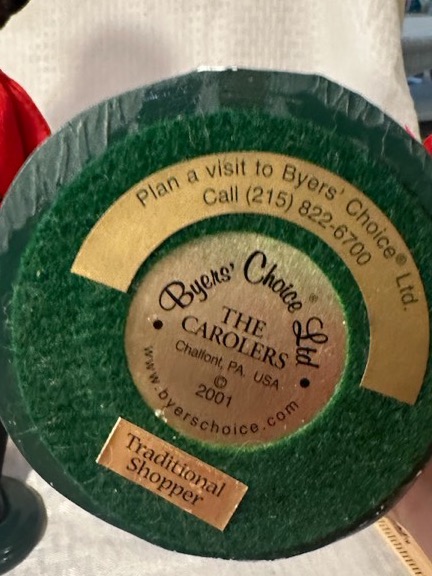 Plan a visit to Byers' Choice® Ltd.
Call (215) 822-6700
Byers' Choice® Ltd
THE
CAROLERS
Chalfont, PA. USA
©
2001
www.byerschoice.com
Traditional
Shopper